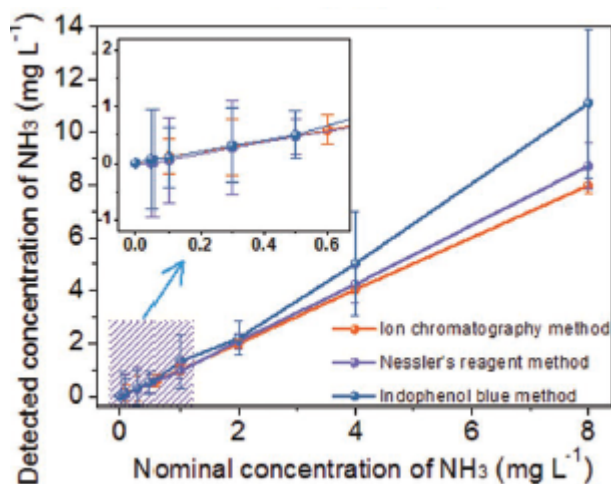 Detected concentration of NH₃ (mg L⁻¹)
14
12
10
8
6
4
2
0
2
1
0
-1
0.0 0.2 0.4 0.6
Ion chromatography method
Nessler's reagent method
Indophenol blue method
0 2 4 6 8
Nominal concentration of NH₃ (mg L⁻¹)